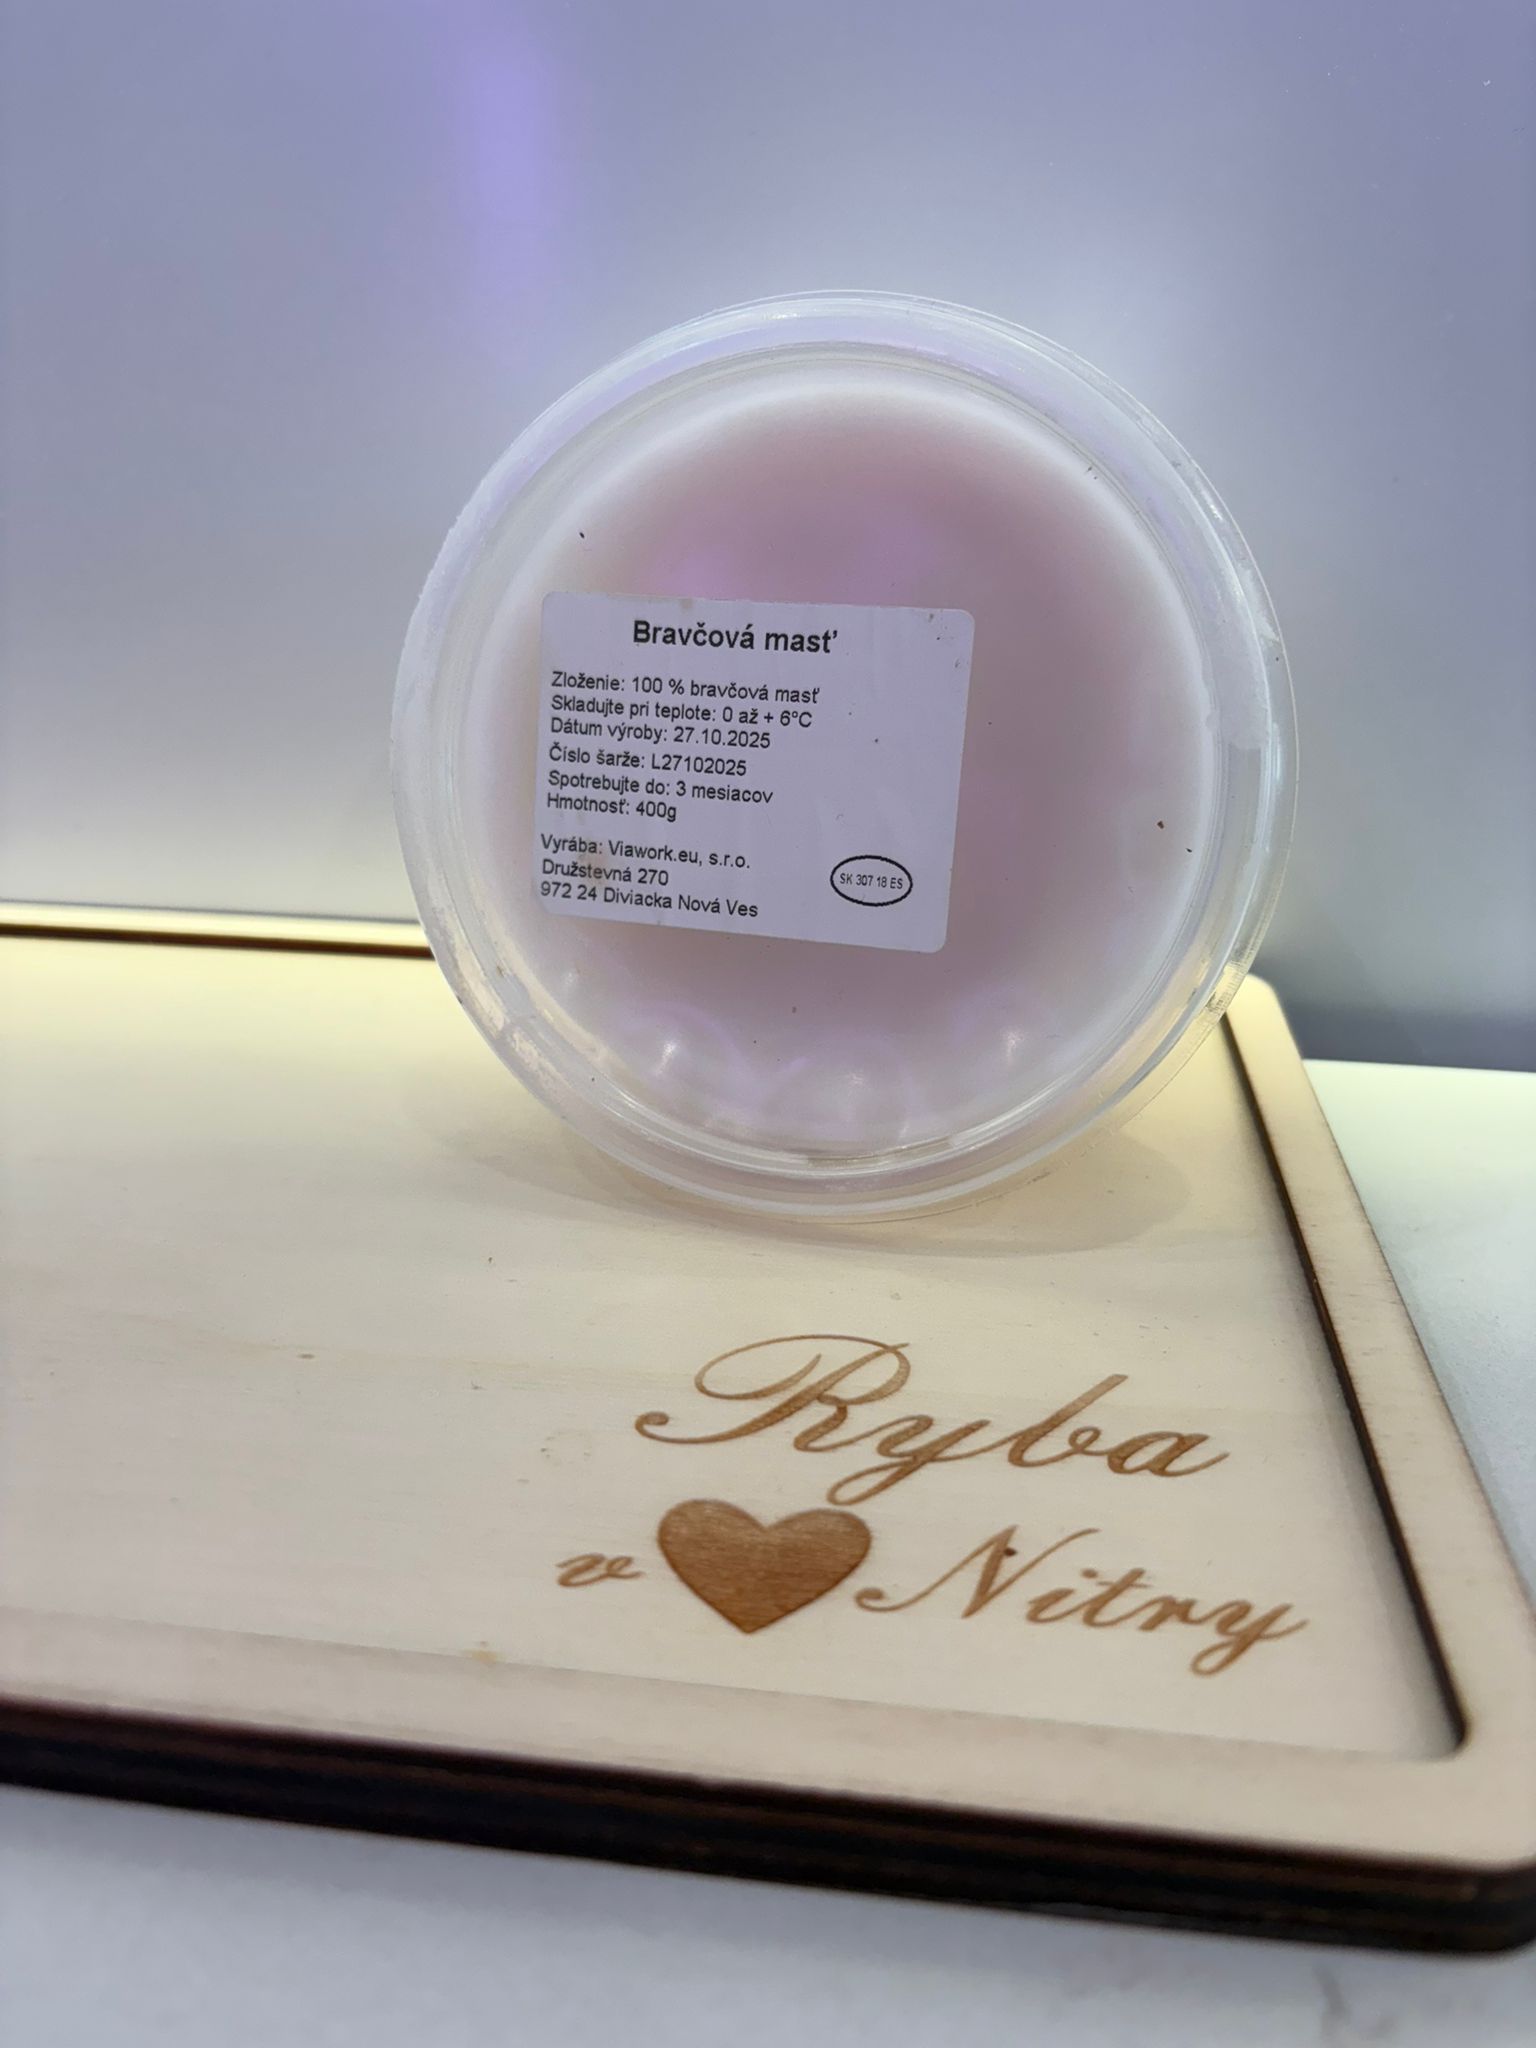 Bravčová masť
Zloženie: 100 % bravčová masť
Skladujte pri teplote: 0 až + 6°C
Dátum výroby: 27.10.2025
Číslo šarže: L27102025
Spotrebujte do: 3 mesiacov
Hmotnosť: 400g
Vyrába: Viawork.eu, s.r.o.
Družstevná 270
972 24 Diviacka Nová Ves
SK 307 18 ES
Ryba
v Nitry